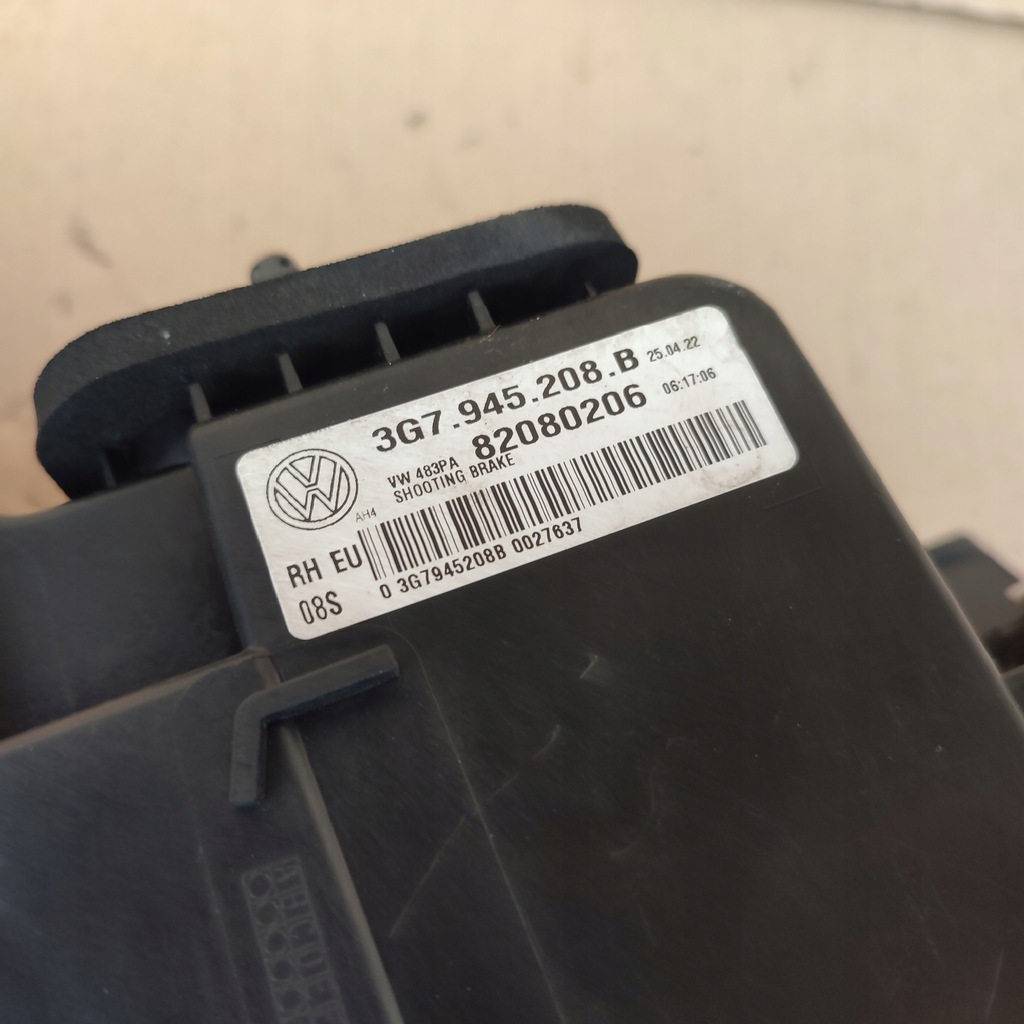 3G7.945.208.B 25.04.22
82080206 06:17:06
VW 483PA
SHOOTING BRAKE
AH4
RH EU
0 3G7945208B 0027637
08S